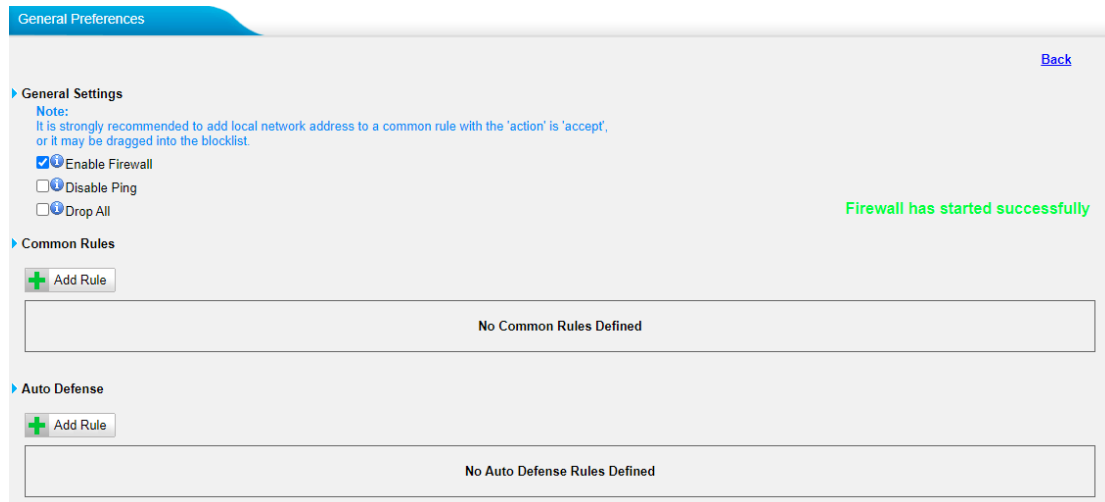 General Preferences
Back
General Settings
Note:
It is strongly recommended to add local network address to a common rule with the 'action' is 'accept',
or it may be dragged into the blocklist.
Enable Firewall
Disable Ping
Drop All
Firewall has started successfully
Common Rules
Add Rule
No Common Rules Defined
Auto Defense
Add Rule
No Auto Defense Rules Defined